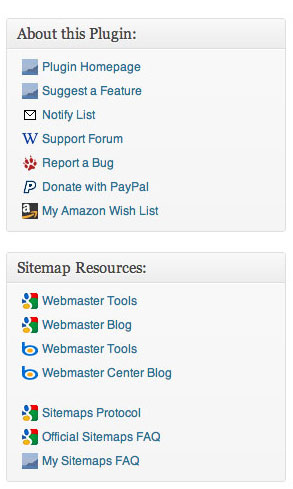 About this Plugin:
Plugin Homepage
Suggest a Feature
Notify List
Support Forum
Report a Bug
Donate with PayPal
My Amazon Wish List
Sitemap Resources:
Webmaster Tools
Webmaster Blog
Webmaster Tools
Webmaster Center Blog
Sitemaps Protocol
Official Sitemaps FAQ
My Sitemaps FAQ